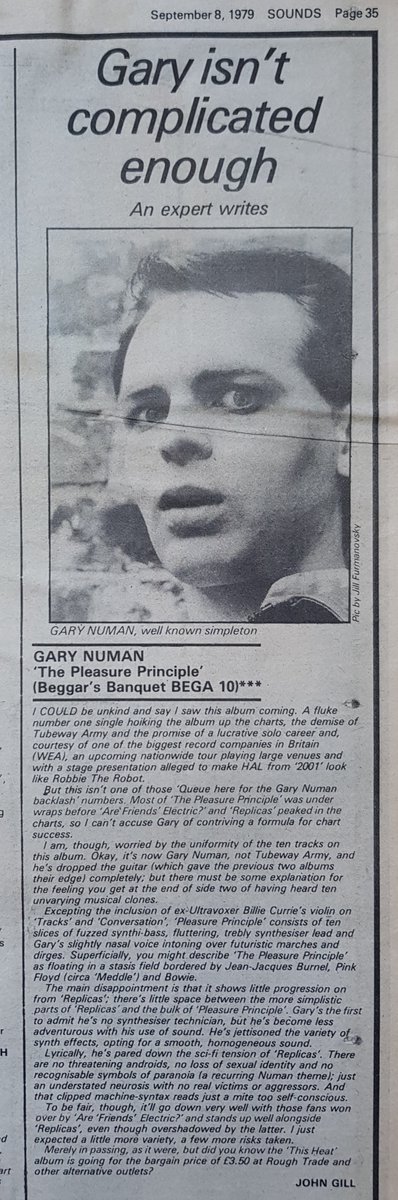 September 8, 1979 SOUNDS Page 35
Gary isn't
complicated
enough
An expert writes
Pic by Jill Furmanovsky
GARY NUMAN, well known simpleton
GARY NUMAN
'The Pleasure Principle'
(Beggar's Banquet BEGA 10)***
I COULD be unkind and say I saw this album coming. A fluke
number one single hoiking the album up the charts, the demise of
Tubeway Army and the promise of a lucrative solo career and,
courtesy of one of the biggest record companies in Britain
(WEA), an upcoming nationwide tour playing large venues and
with a stage presentation alleged to make HAL from '2001' look
like Robbie The Robot.
But this isn't one of those 'Queue here for the Gary Numan
backlash' numbers. Most of 'The Pleasure Principle' was under
wraps before 'Are 'Friends' Electric?' and 'Replicas' peaked in the
charts, so I can't accuse Gary of contriving a formula for chart
success.
I am, though, worried by the uniformity of the ten tracks on
this album. Okay, it's now Gary Numan, not Tubeway Army, and
he's dropped the guitar (which gave the previous two albums
their edge) completely; but there must be some explanation for
the feeling you get at the end of side two of having heard ten
unvarying musical clones.
Excepting the inclusion of ex-Ultravoxer Billie Currie's violin on
'Tracks' and 'Conversation', 'Pleasure Principle' consists of ten
slices of fuzzed synthi-bass, fluttering, trebly synthesiser lead and
Gary's slightly nasal voice intoning over futuristic marches and
dirges. Superficially, you might describe 'The Pleasure Principle'
as floating in a stasis field bordered by Jean-Jacques Burnel, Pink
Floyd (circa 'Meddle') and Bowie.
The main disappointment is that it shows little progression on
from 'Replicas'; there's little space between the more simplistic
parts of 'Replicas' and the bulk of 'Pleasure Principle'. Gary's the first
to admit he's no synthesiser technician, but he's become less
adventurous with his use of sound. He's jettisoned the variety of
synth effects, opting for a smooth, homogeneous sound.
Lyrically, he's pared down the sci-fi tension of 'Replicas'. There
are no threatening androids, no loss of sexual identity and no
recognisable symbols of paranoia (a recurring Numan theme); just
an understated neurosis with no real victims or aggressors. And
that clipped machine-syntax reads just a mite too self-conscious.
To be fair, though, it'll go down very well with those fans won
over by 'Are 'Friends' Electric?' and stands up well alongside
'Replicas', even though overshadowed by the latter. I just
expected a little more variety, a few more risks taken.
Merely in passing, as it were, but did you know the 'This Heat'
album is going for the bargain price of £3.50 at Rough Trade and
other alternative outlets?
JOHN GILL